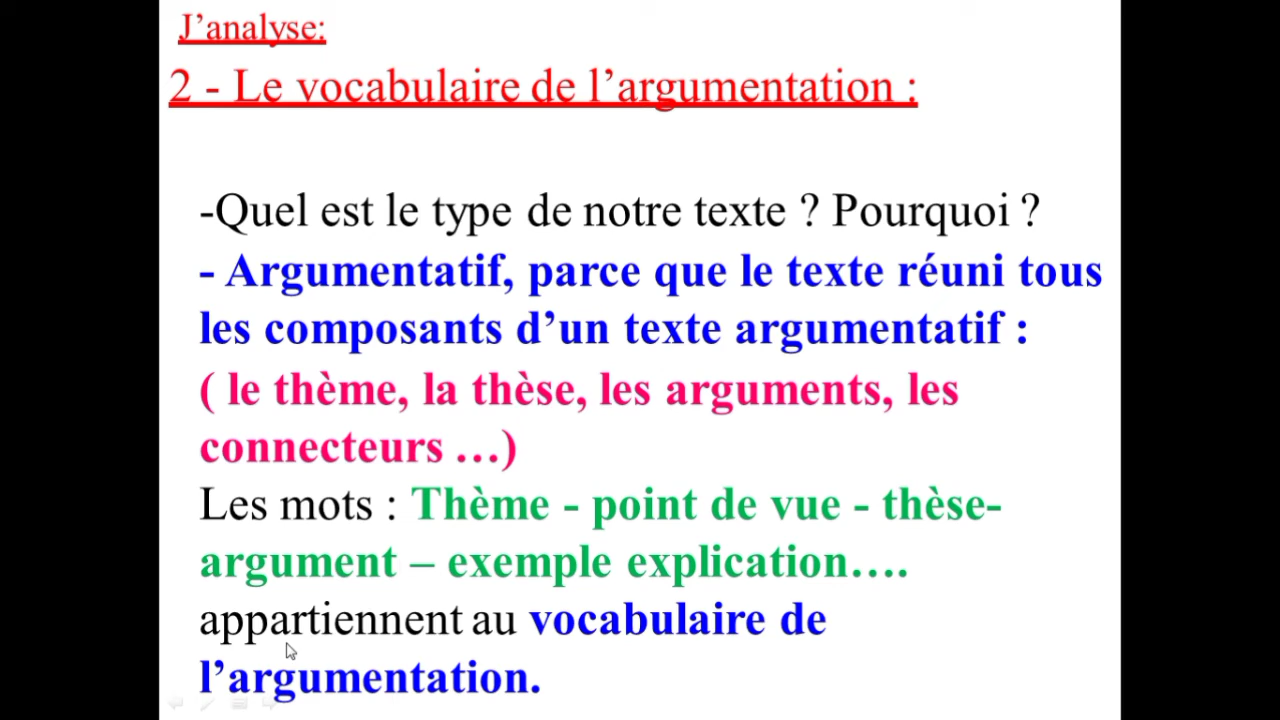 J’analyse:
2 - Le vocabulaire de l’argumentation :
-Quel est le type de notre texte ? Pourquoi ?
- Argumentatif, parce que le texte réuni tous
les composants d’un texte argumentatif :
( le thème, la thèse, les arguments, les
connecteurs …)
Les mots : Thème - point de vue - thèse-
argument – exemple explication….
appartiennent au vocabulaire de
l’argumentation.